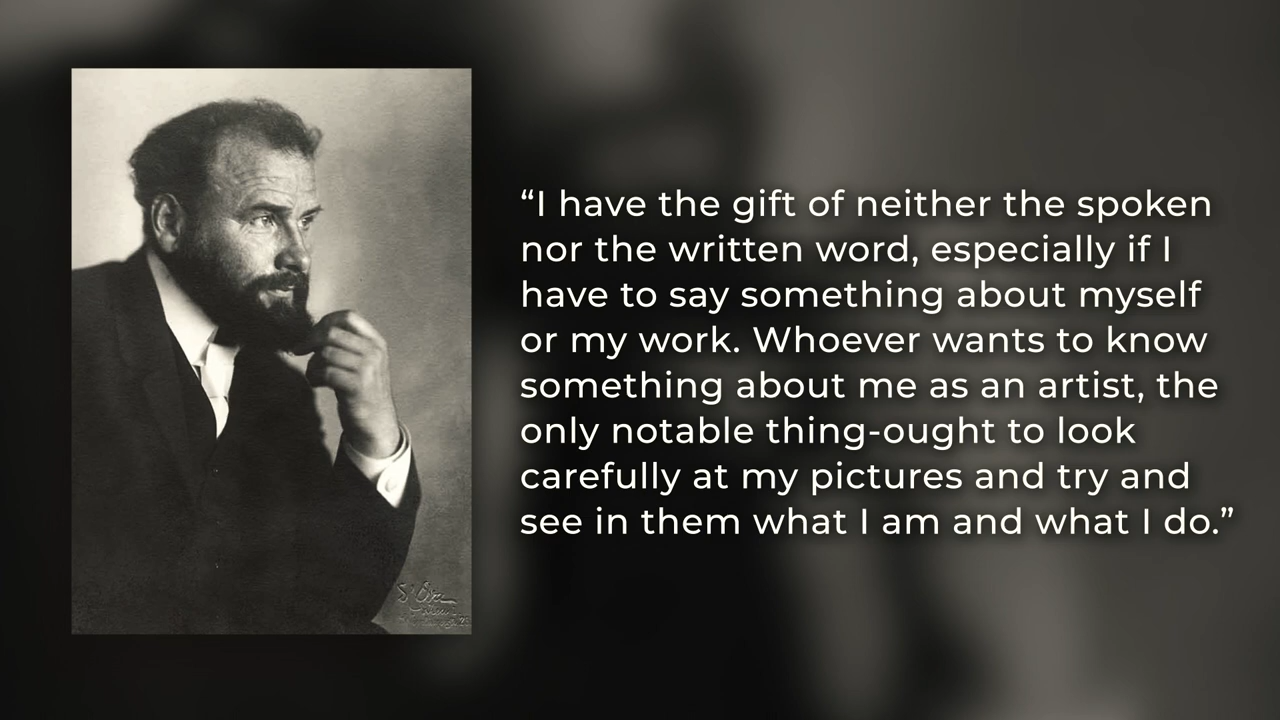 “I have the gift of neither the spoken
nor the written word, especially if I
have to say something about myself
or my work. Whoever wants to know
something about me as an artist, the
only notable thing-ought to look
carefully at my pictures and try and
see in them what I am and what I do.”